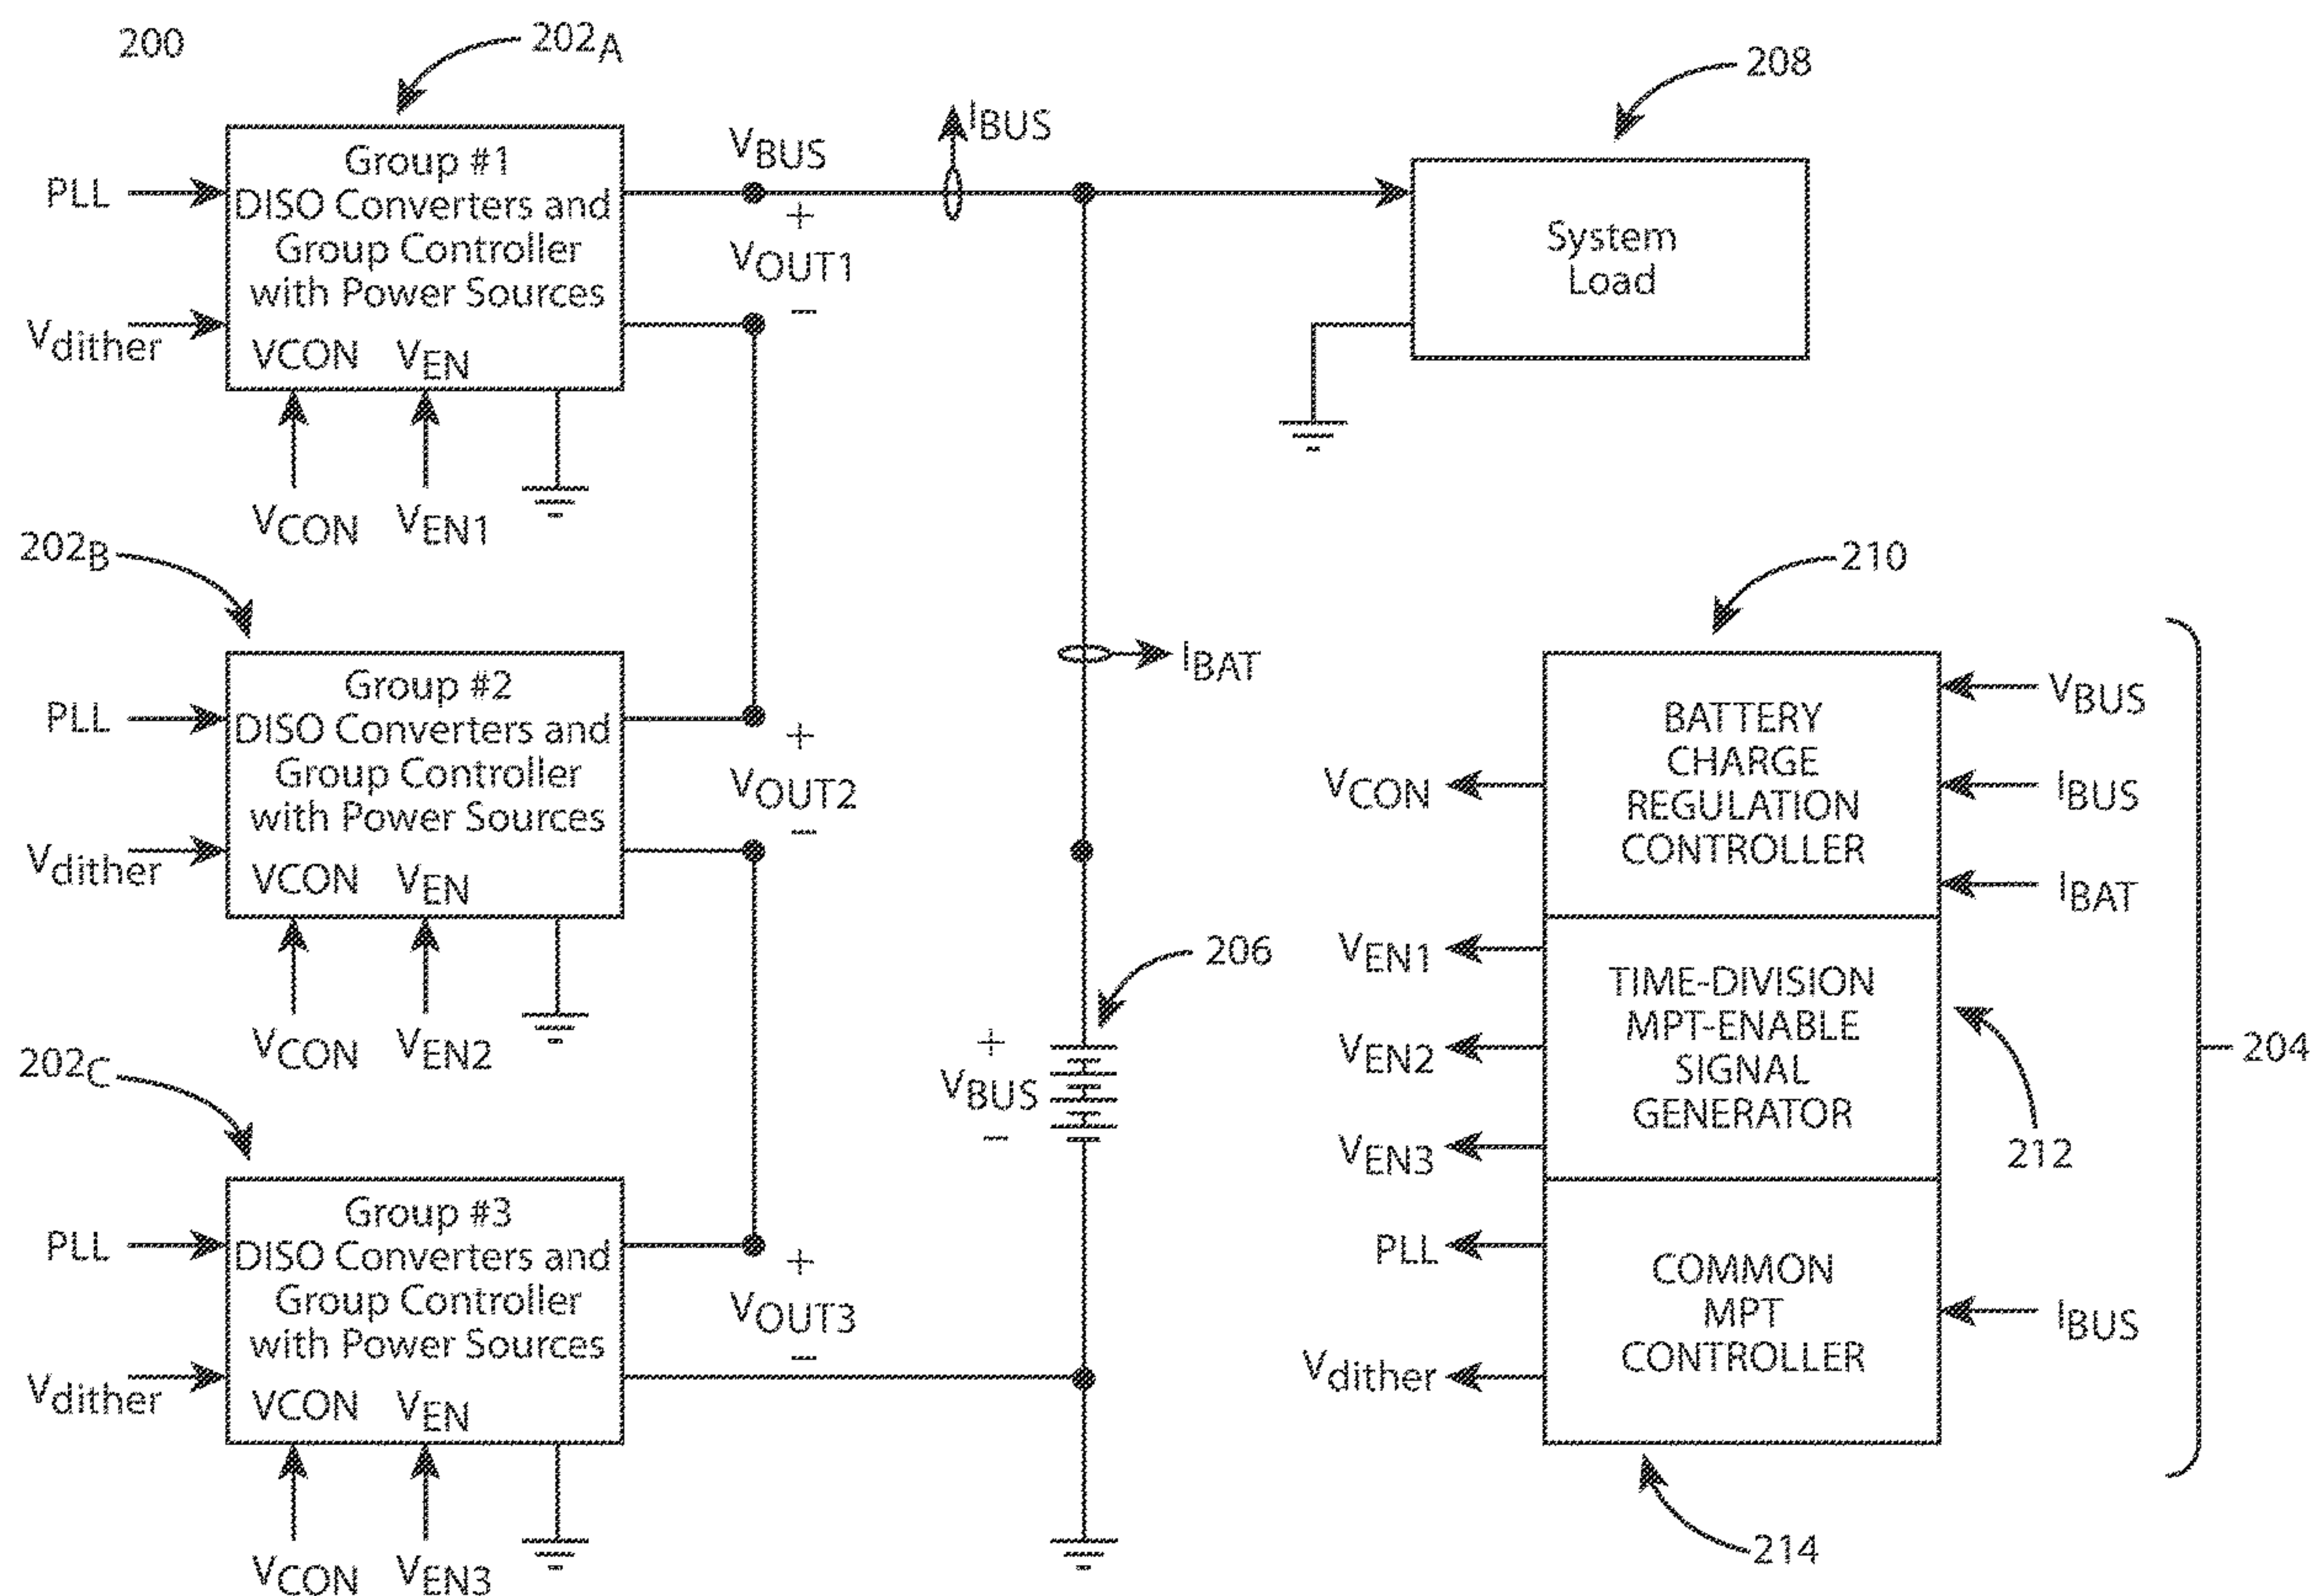 200
202A
208
IBUS
VBUS
Group #1
DISO Converters and
Group Controller
with Power Sources
PLL
Vdither
VCON VEN
+
VOUT1
−
System
Load
VCON
VEN1
202B
210
Group #2
DISO Converters and
Group Controller
with Power Sources
PLL
Vdither
VCON VEN
+
VOUT2
−
IBAT
VCON
VEN2
202C
206
+
VBUS
−
Group #3
DISO Converters and
Group Controller
with Power Sources
PLL
Vdither
VCON VEN
+
VOUT3
−
VCON
VEN3
BATTERY
CHARGE
REGULATION
CONTROLLER
VCON
VBUS
IBUS
IBAT
TIME-DIVISION
MPT-ENABLE
SIGNAL
GENERATOR
VEN1
VEN2
VEN3
212
204
COMMON
MPT
CONTROLLER
PLL
Vdither
IBUS
214